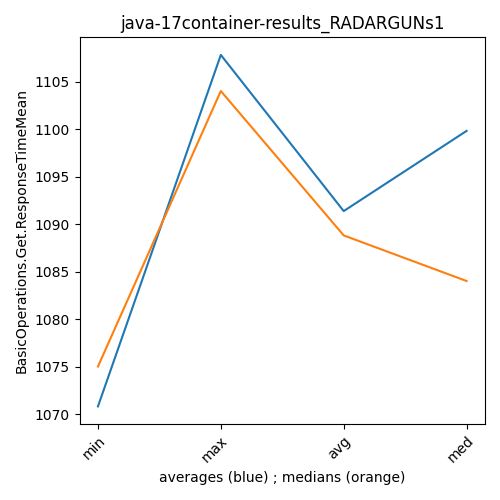 java-17container-results_RADARGUNs1
BasicOperations.Get.ResponseTimeMean
1105
1100
1095
1090
1085
1080
1075
1070
min
max
avg
med
averages (blue) ; medians (orange)